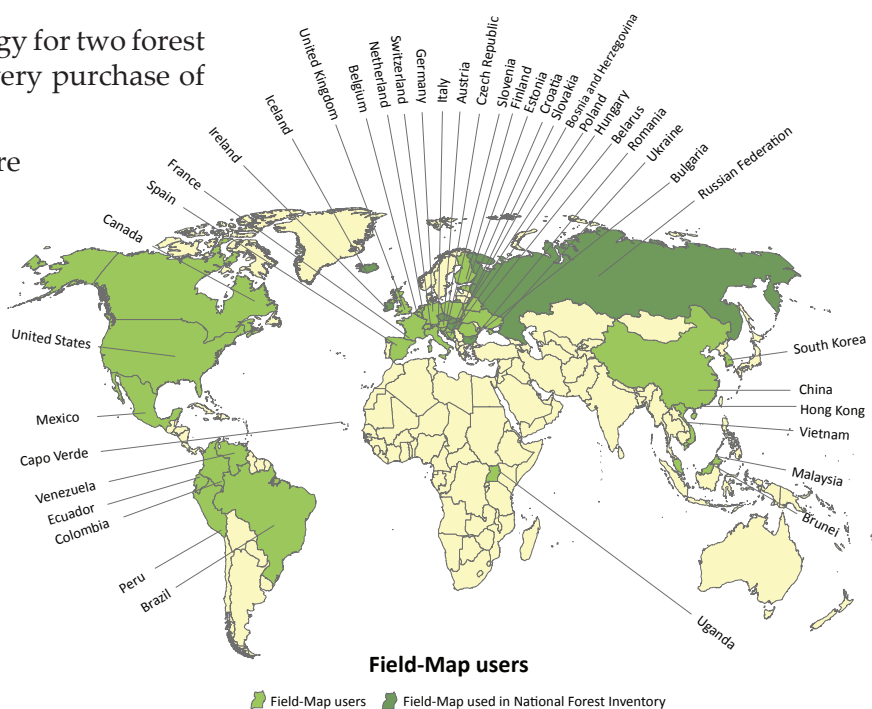 gy for two forest
very purchase of
re
Canada
Spain
France
Ireland
Iceland
United Kingdom
Belgium
Netherland
Switzerland
Germany
Italy
Austria
Czech Republic
Slovenia
Finland
Estonia
Croatia
Slovakia
Bosnia and Herzegovina
Poland
Hungary
Belarus
Romania
Ukraine
Bulgaria
Russian Federation
United States
Mexico
Capo Verde
Venezuela
Ecuador
Colombia
Peru
Brazil
South Korea
China
Hong Kong
Vietnam
Malaysia
Brunei
Uganda
Field-Map users
Field-Map users
Field-Map used in National Forest Inventory